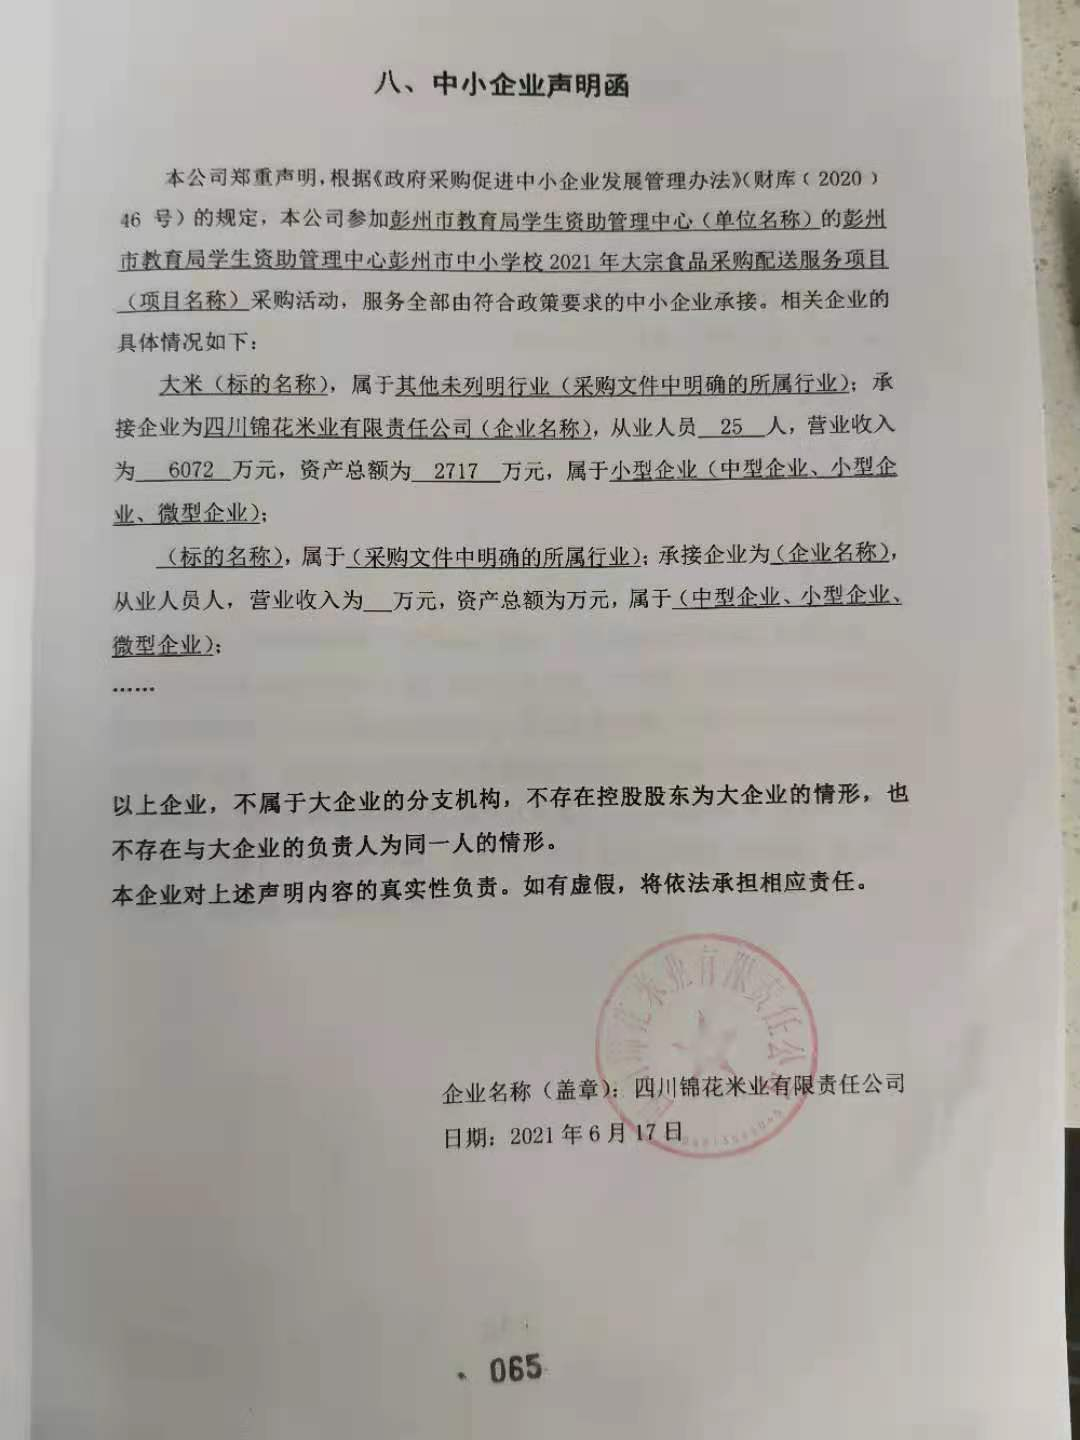 八、中小企业声明函
本公司郑重声明，根据《政府采购促进中小企业发展管理办法》（财库﹝2020﹞
46 号）的规定，本公司参加彭州市教育局学生资助管理中心（单位名称）的彭州
市教育局学生资助管理中心彭州市中小学校 2021 年大宗食品采购配送服务项目
（项目名称）采购活动，服务全部由符合政策要求的中小企业承接。相关企业的
具体情况如下：
大米（标的名称），属于其他未列明行业（采购文件中明确的所属行业）；承
接企业为四川锦花米业有限责任公司（企业名称），从业人员 25 人，营业收入
为 6072 万元，资产总额为 2717 万元，属于小型企业（中型企业、小型企
业、微型企业）；
（标的名称），属于（采购文件中明确的所属行业）；承接企业为（企业名称），
从业人员人，营业收入为__万元，资产总额为万元，属于（中型企业、小型企业、
微型企业）；
……
以上企业，不属于大企业的分支机构，不存在控股股东为大企业的情形，也
不存在与大企业的负责人为同一人的情形。
本企业对上述声明内容的真实性负责。如有虚假，将依法承担相应责任。
企业名称（盖章）：四川锦花米业有限责任公司
日期：2021 年 6 月 17 日
四川锦花米业有限责任公司
065